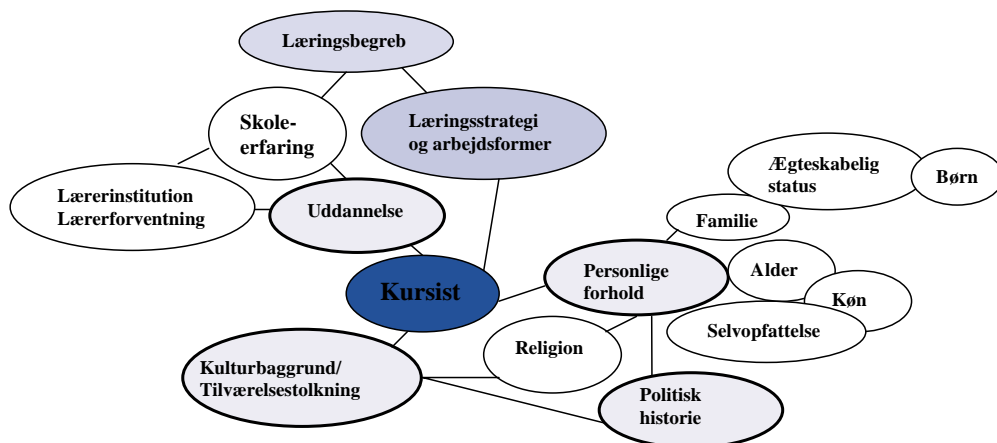 Læringsbegreb
Skole-
erfaring
Læringsstrategi
og arbejdsformer
Ægteskabelig
status
Børn
Lærerinstitution
Lærerforventning
Uddannelse
Familie
Kursist
Personlige
forhold
Alder
Køn
Selvopfattelse
Religion
Kulturbaggrund/
Tilværelsestolkning
Politisk
historie